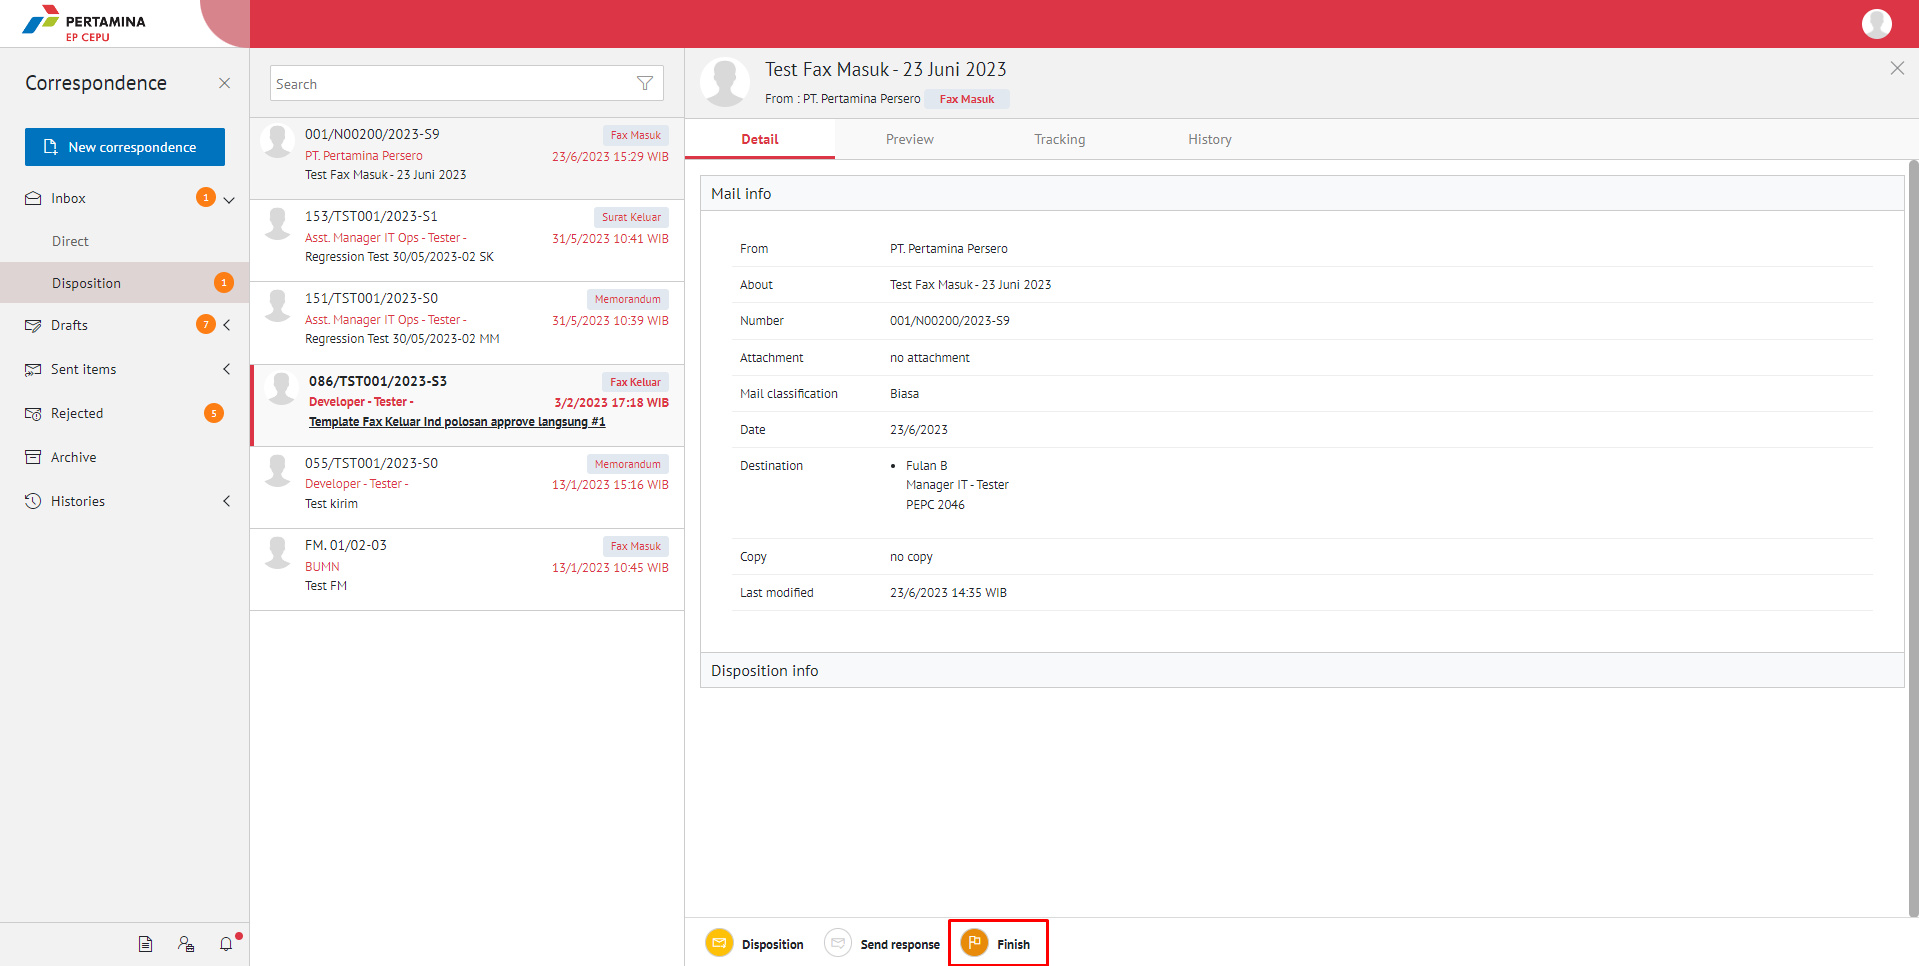 PERTAMINA
EP CEPU
Correspondence
New correspondence
Inbox 1
Direct
Disposition 1
Drafts 7
Sent items
Rejected 5
Archive
Histories
Search
001/N00200/2023-S9 Fax Masuk
PT. Pertamina Persero 23/6/2023 15:29 WIB
Test Fax Masuk - 23 Juni 2023
153/TST001/2023-S1 Surat Keluar
Asst. Manager IT Ops - Tester - 31/5/2023 10:41 WIB
Regression Test 30/05/2023-02 SK
151/TST001/2023-S0 Memorandum
Asst. Manager IT Ops - Tester - 31/5/2023 10:39 WIB
Regression Test 30/05/2023-02 MM
086/TST001/2023-S3 Fax Keluar
Developer - Tester - 3/2/2023 17:18 WIB
Template Fax Keluar Ind polosan approve langsung #1
055/TST001/2023-S0 Memorandum
Developer - Tester - 13/1/2023 15:16 WIB
Test kirim
FM. 01/02-03 Fax Masuk
BUMN 13/1/2023 10:45 WIB
Test FM
Test Fax Masuk - 23 Juni 2023
From : PT. Pertamina Persero Fax Masuk
Detail Preview Tracking History
Mail info
From PT. Pertamina Persero
About Test Fax Masuk - 23 Juni 2023
Number 001/N00200/2023-S9
Attachment no attachment
Mail classification Biasa
Date 23/6/2023
Destination • Fulan B
Manager IT - Tester
PEPC 2046
Copy no copy
Last modified 23/6/2023 14:35 WIB
Disposition info
Disposition Send response Finish